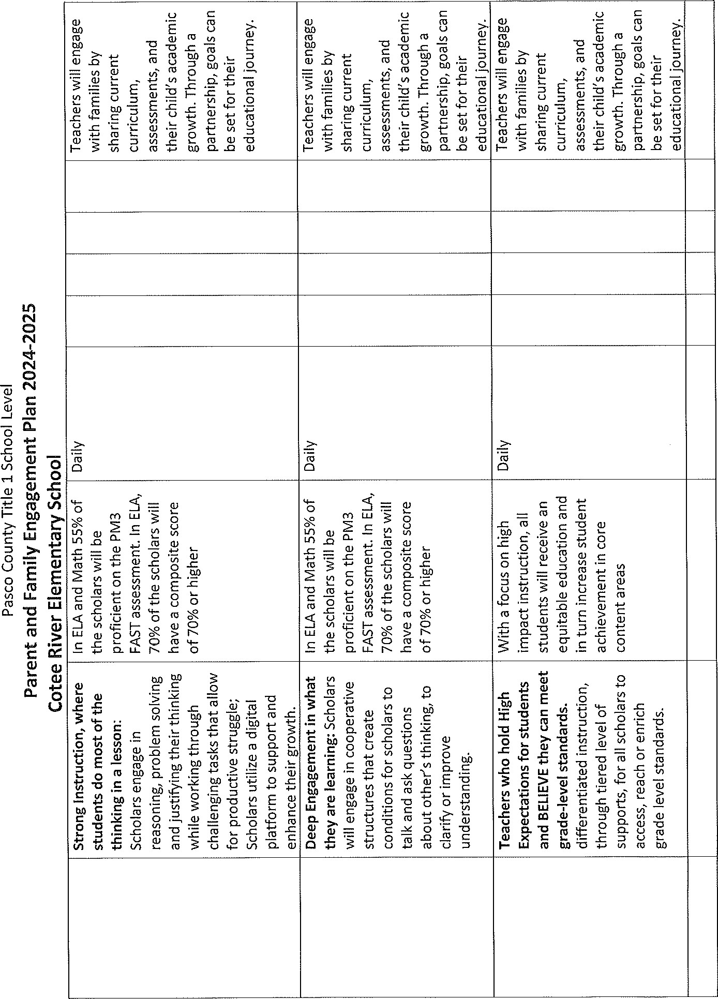 Pasco County Title 1 School Level
Parent and Family Engagement Plan 2024-2025
Cotee River Elementary School
Strong Instruction, where
students do most of the
thinking in a lesson:
Scholars engage in
reasoning, problem solving
and justifying their thinking
while working through
challenging tasks that allow
for productive struggle;
Scholars utilize a digital
platform to support and
enhance their growth.
In ELA and Math 55% of
the scholars will be
proficient on the PM3
FAST assessment. In ELA,
70% of the scholars will
have a composite score
of 70% or higher
Daily
Teachers will engage
with families by
sharing current
curriculum,
assessments, and
their child's academic
growth. Through a
partnership, goals can
be set for their
educational journey.
Deep Engagement in what
they are learning: Scholars
will engage in cooperative
structures that create
conditions for scholars to
talk and ask questions
about other's thinking, to
clarify or improve
understanding.
In ELA and Math 55% of
the scholars will be
proficient on the PM3
FAST assessment. In ELA,
70% of the scholars will
have a composite score
of 70% or higher
Daily
Teachers will engage
with families by
sharing current
curriculum,
assessments, and
their child's academic
growth. Through a
partnership, goals can
be set for their
educational journey.
Teachers who hold High
Expectations for students
and BELIEVE they can meet
grade-level standards.
differentiated instruction,
through tiered level of
supports, for all scholars to
access, reach or enrich
grade level standards.
With a focus on high
impact instruction, all
students will receive an
equitable education and
in turn increase student
achievement in core
content areas
Daily
Teachers will engage
with families by
sharing current
curriculum,
assessments, and
their child's academic
growth. Through a
partnership, goals can
be set for their
educational journey.